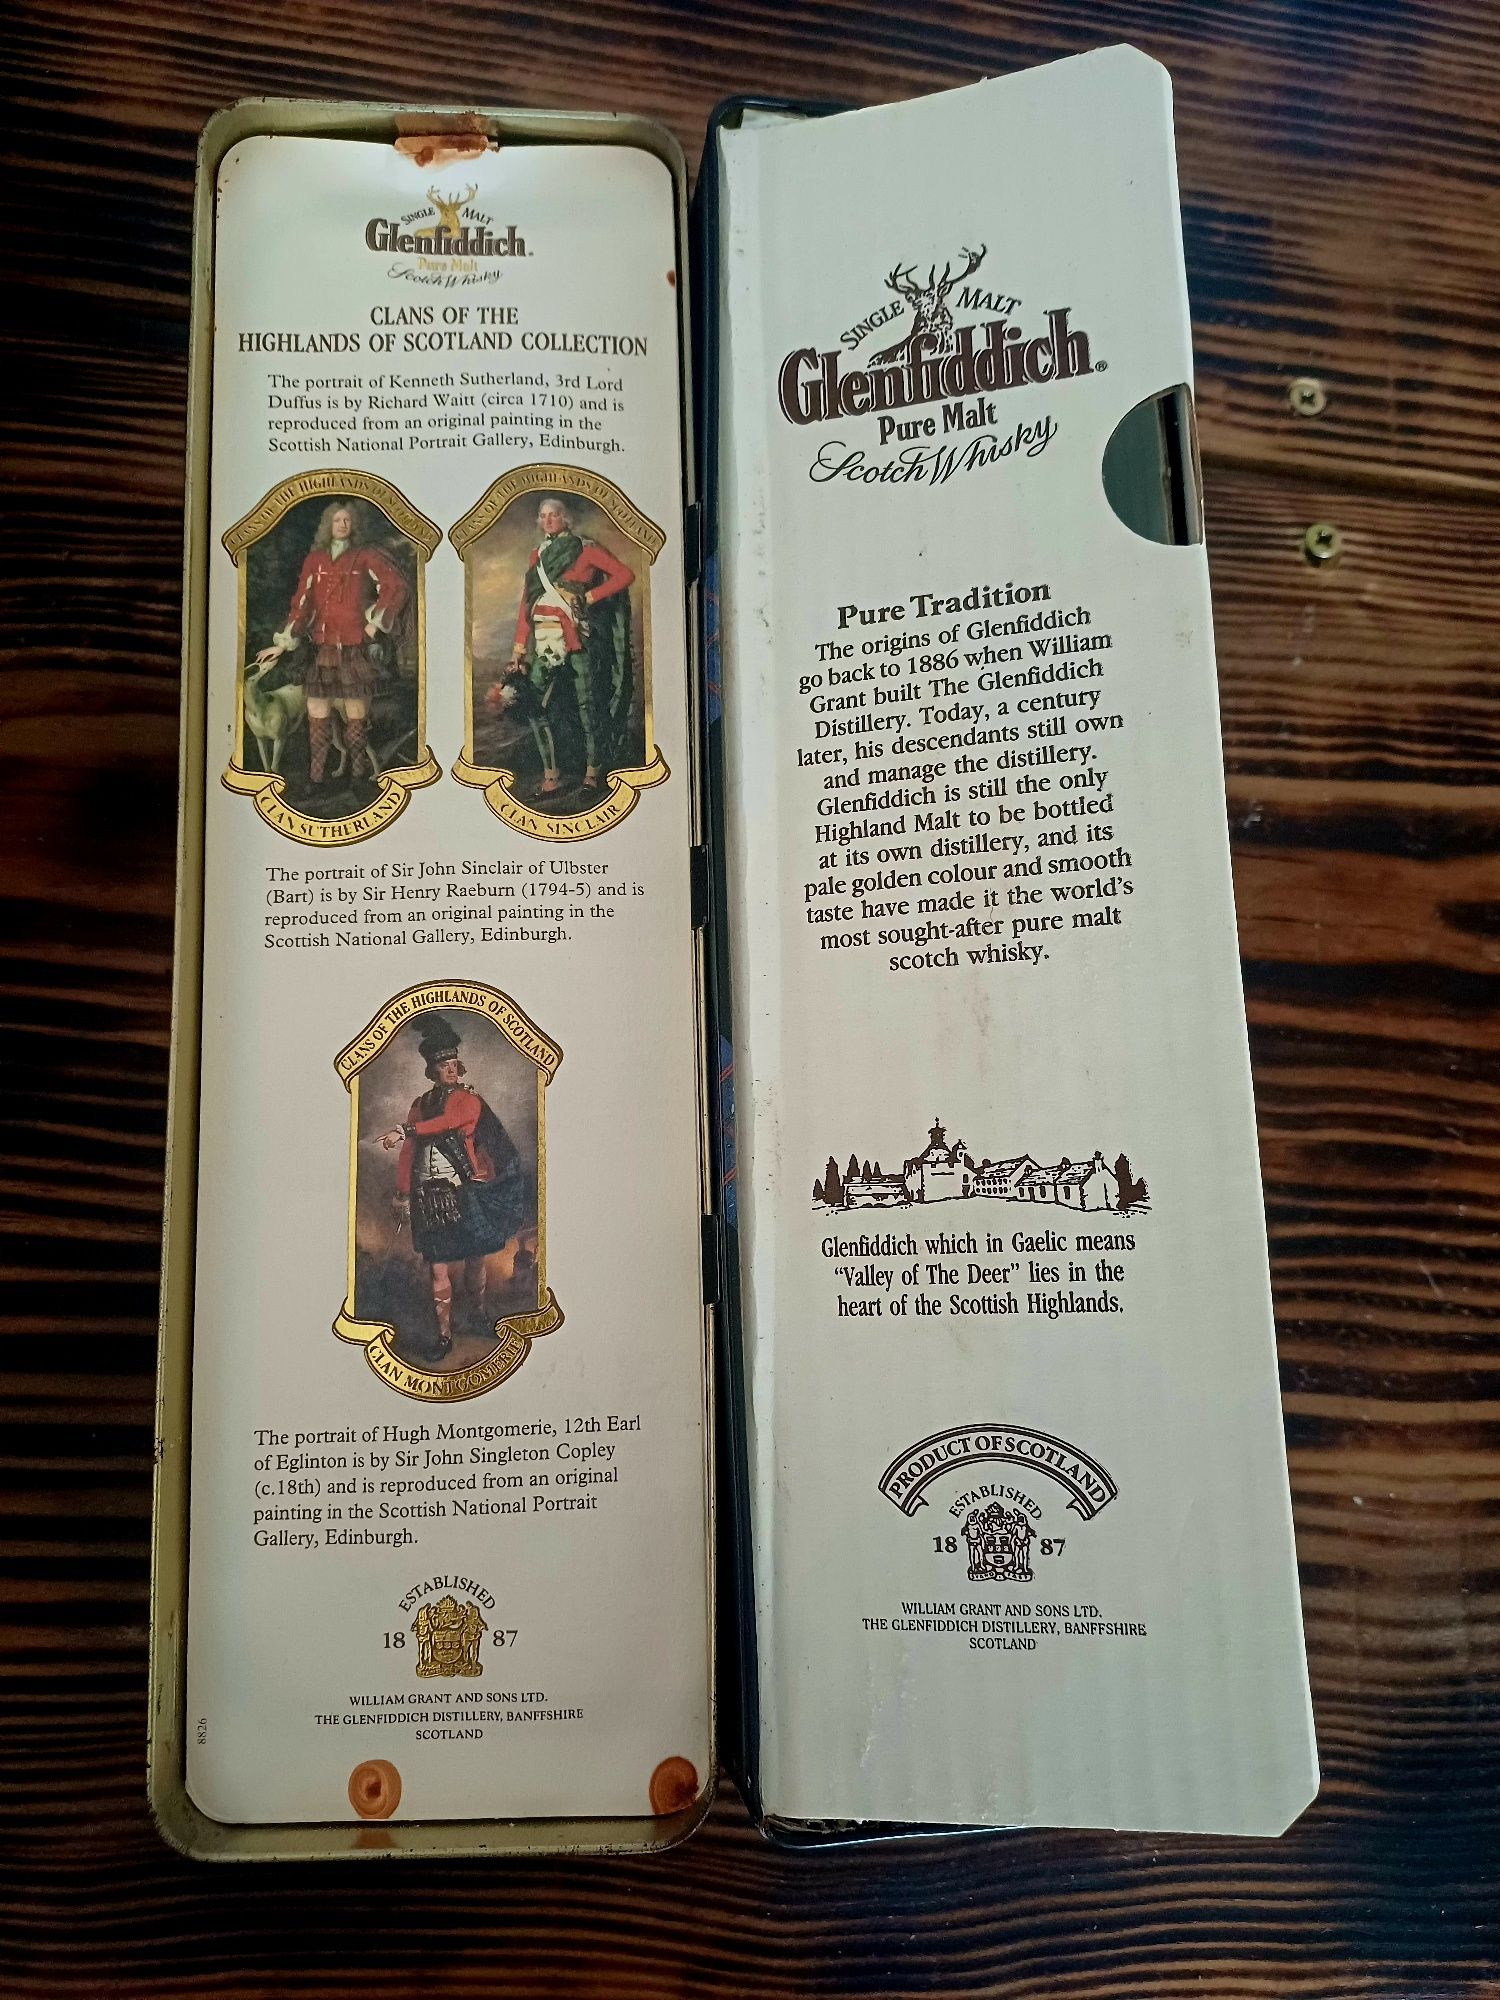 SINGLE MALT
Glenfiddich.
Pure Malt
Scotch Whisky
CLANS OF THE
HIGHLANDS OF SCOTLAND COLLECTION
The portrait of Kenneth Sutherland, 3rd Lord
Duffus is by Richard Waitt (circa 1710) and is
reproduced from an original painting in the
Scottish National Portrait Gallery, Edinburgh.
CLANS OF THE HIGHLANDS OF SCOTLAND
CLAN SUTHERLAND
CLANS OF THE HIGHLANDS OF SCOTLAND
CLAN SINCLAIR
The portrait of Sir John Sinclair of Ulbster
(Bart) is by Sir Henry Raeburn (1794-5) and is
reproduced from an original painting in the
Scottish National Gallery, Edinburgh.
CLANS OF THE HIGHLANDS OF SCOTLAND
CLAN MONTGOMERIE
The portrait of Hugh Montgomerie, 12th Earl
of Eglinton is by Sir John Singleton Copley
(c.18th) and is reproduced from an original
painting in the Scottish National Portrait
Gallery, Edinburgh.
ESTABLISHED
18 87
WILLIAM GRANT AND SONS LTD.
THE GLENFIDDICH DISTILLERY, BANFFSHIRE
SCOTLAND
8826
SINGLE MALT
Glenfiddich®
Pure Malt
Scotch Whisky
Pure Tradition
The origins of Glenfiddich
go back to 1886 when William
Grant built The Glenfiddich
Distillery. Today, a century
later, his descendants still own
and manage the distillery.
Glenfiddich is still the only
Highland Malt to be bottled
at its own distillery, and its
pale golden colour and smooth
taste have made it the world's
most sought-after pure malt
scotch whisky.
Glenfiddich which in Gaelic means
"Valley of The Deer" lies in the
heart of the Scottish Highlands.
PRODUCT OF SCOTLAND
ESTABLISHED
18 87
WILLIAM GRANT AND SONS LTD.
THE GLENFIDDICH DISTILLERY, BANFFSHIRE
SCOTLAND